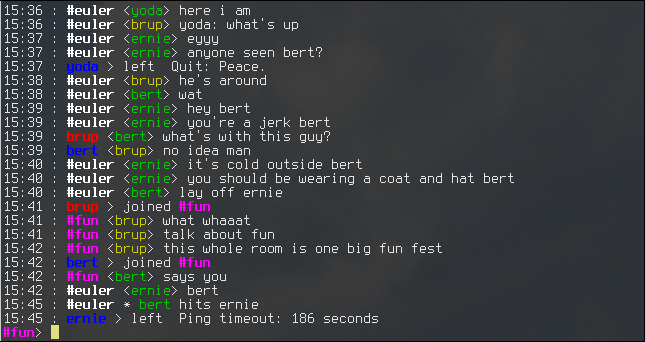 15:36 : #euler <yoda> here i am
15:36 : #euler <brup> yoda: what's up
15:37 : #euler <ernie> eyyy
15:37 : #euler <ernie> anyone seen bert?
15:37 : yoda > left  Quit: Peace.
15:38 : #euler <brup> he's around
15:38 : #euler <bert> wat
15:39 : #euler <ernie> hey bert
15:39 : #euler <ernie> you're a jerk bert
15:39 : brup <bert> what's with this guy?
15:39 : bert <brup> no idea man
15:40 : #euler <ernie> it's cold outside bert
15:40 : #euler <ernie> you should be wearing a coat and hat bert
15:40 : #euler <bert> lay off ernie
15:41 : brup > joined #fun
15:41 : #fun <brup> what whaaat
15:41 : #fun <brup> talk about fun
15:42 : #fun <brup> this whole room is one big fun fest
15:42 : bert > joined #fun
15:42 : #fun <bert> says you
15:42 : #euler <ernie> bert
15:45 : #euler * bert hits ernie
15:45 : ernie > left  Ping timeout: 186 seconds
#fun>